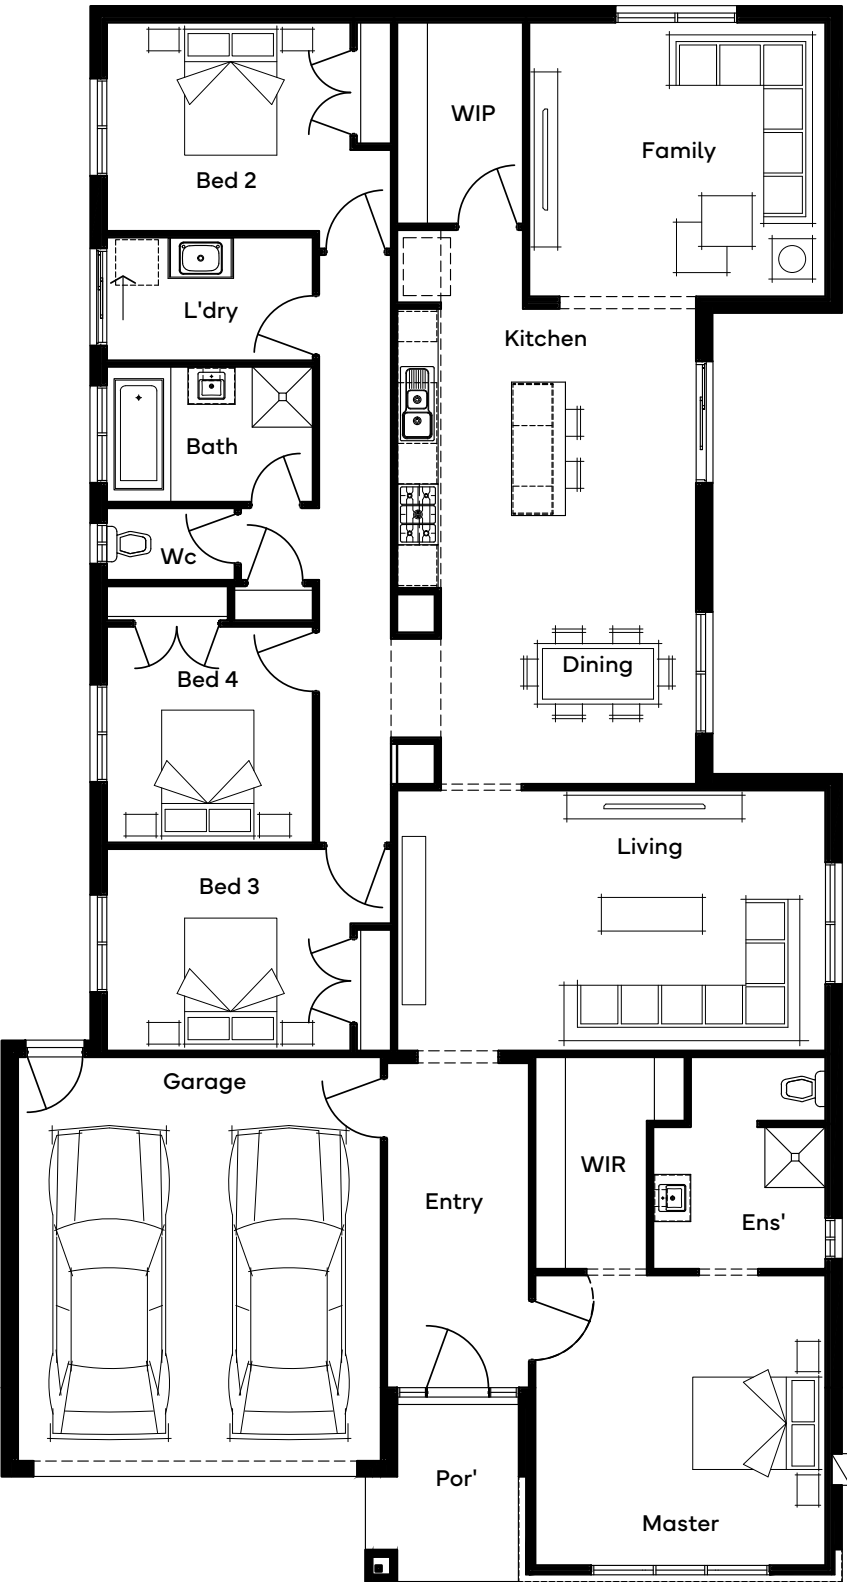 WIP
Family
Bed 2
L'dry
Kitchen
Bath
Wc
Dining
Bed 4
Living
Bed 3
Garage
WIR
Entry
Ens'
Por'
Master